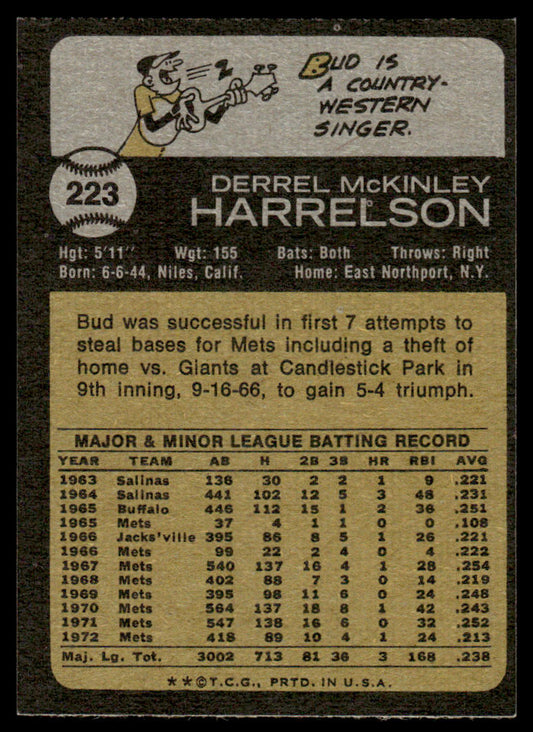 BUD IS
A COUNTRY-
WESTERN
SINGER.
223
DERREL McKINLEY
HARRELSON
Hgt: 5'11" Wgt: 155 Bats: Both Throws: Right
Born: 6-6-44, Niles, Calif. Home: East Northport, N.Y.
Bud was successful in first 7 attempts to
steal bases for Mets including a theft of
home vs. Giants at Candlestick Park in
9th inning, 9-16-66, to gain 5-4 triumph.
MAJOR & MINOR LEAGUE BATTING RECORD
YEAR TEAM AB H 2B 3B HR RBI AVG
1963 Salinas 136 30 2 2 1 9 .221
1964 Salinas 441 102 12 5 3 48 .231
1965 Buffalo 446 112 15 1 2 36 .251
1965 Mets 37 4 1 1 0 0 .108
1966 Jacks'ville 395 86 8 5 1 26 .221
1966 Mets 99 22 2 4 0 4 .222
1967 Mets 540 137 16 4 1 28 .254
1968 Mets 402 88 7 3 0 14 .219
1969 Mets 395 98 11 6 0 24 .248
1970 Mets 564 137 18 8 1 42 .243
1971 Mets 547 138 16 6 0 32 .252
1972 Mets 418 89 10 4 1 24 .213
Maj. Lg. Tot. 3002 713 81 36 3 168 .238
**©T.C.G., PRTD. IN U.S.A.